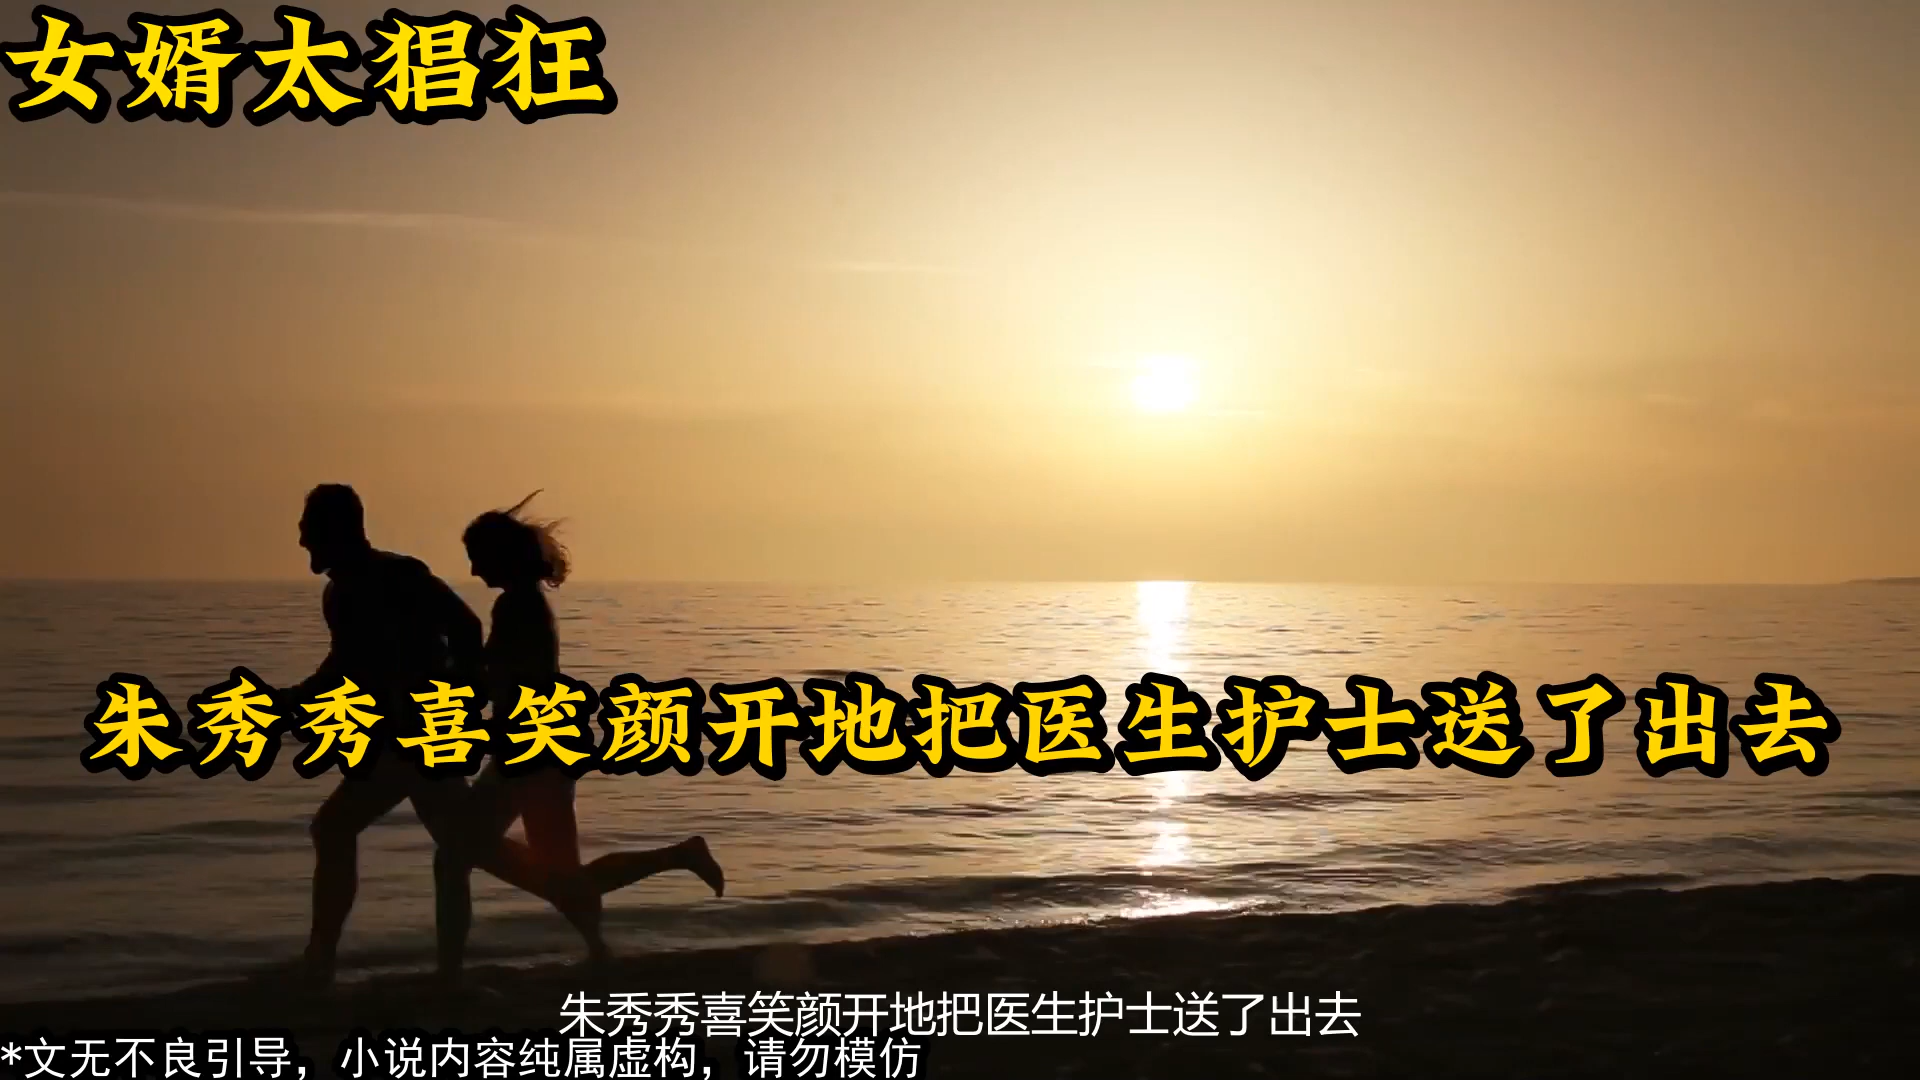 女婿太猖狂
朱秀秀喜笑颜开地把医生护士送了出去
朱秀秀喜笑颜开地把医生护士送了出去
*文无不良引导，小说内容纯属虚构，请勿模仿